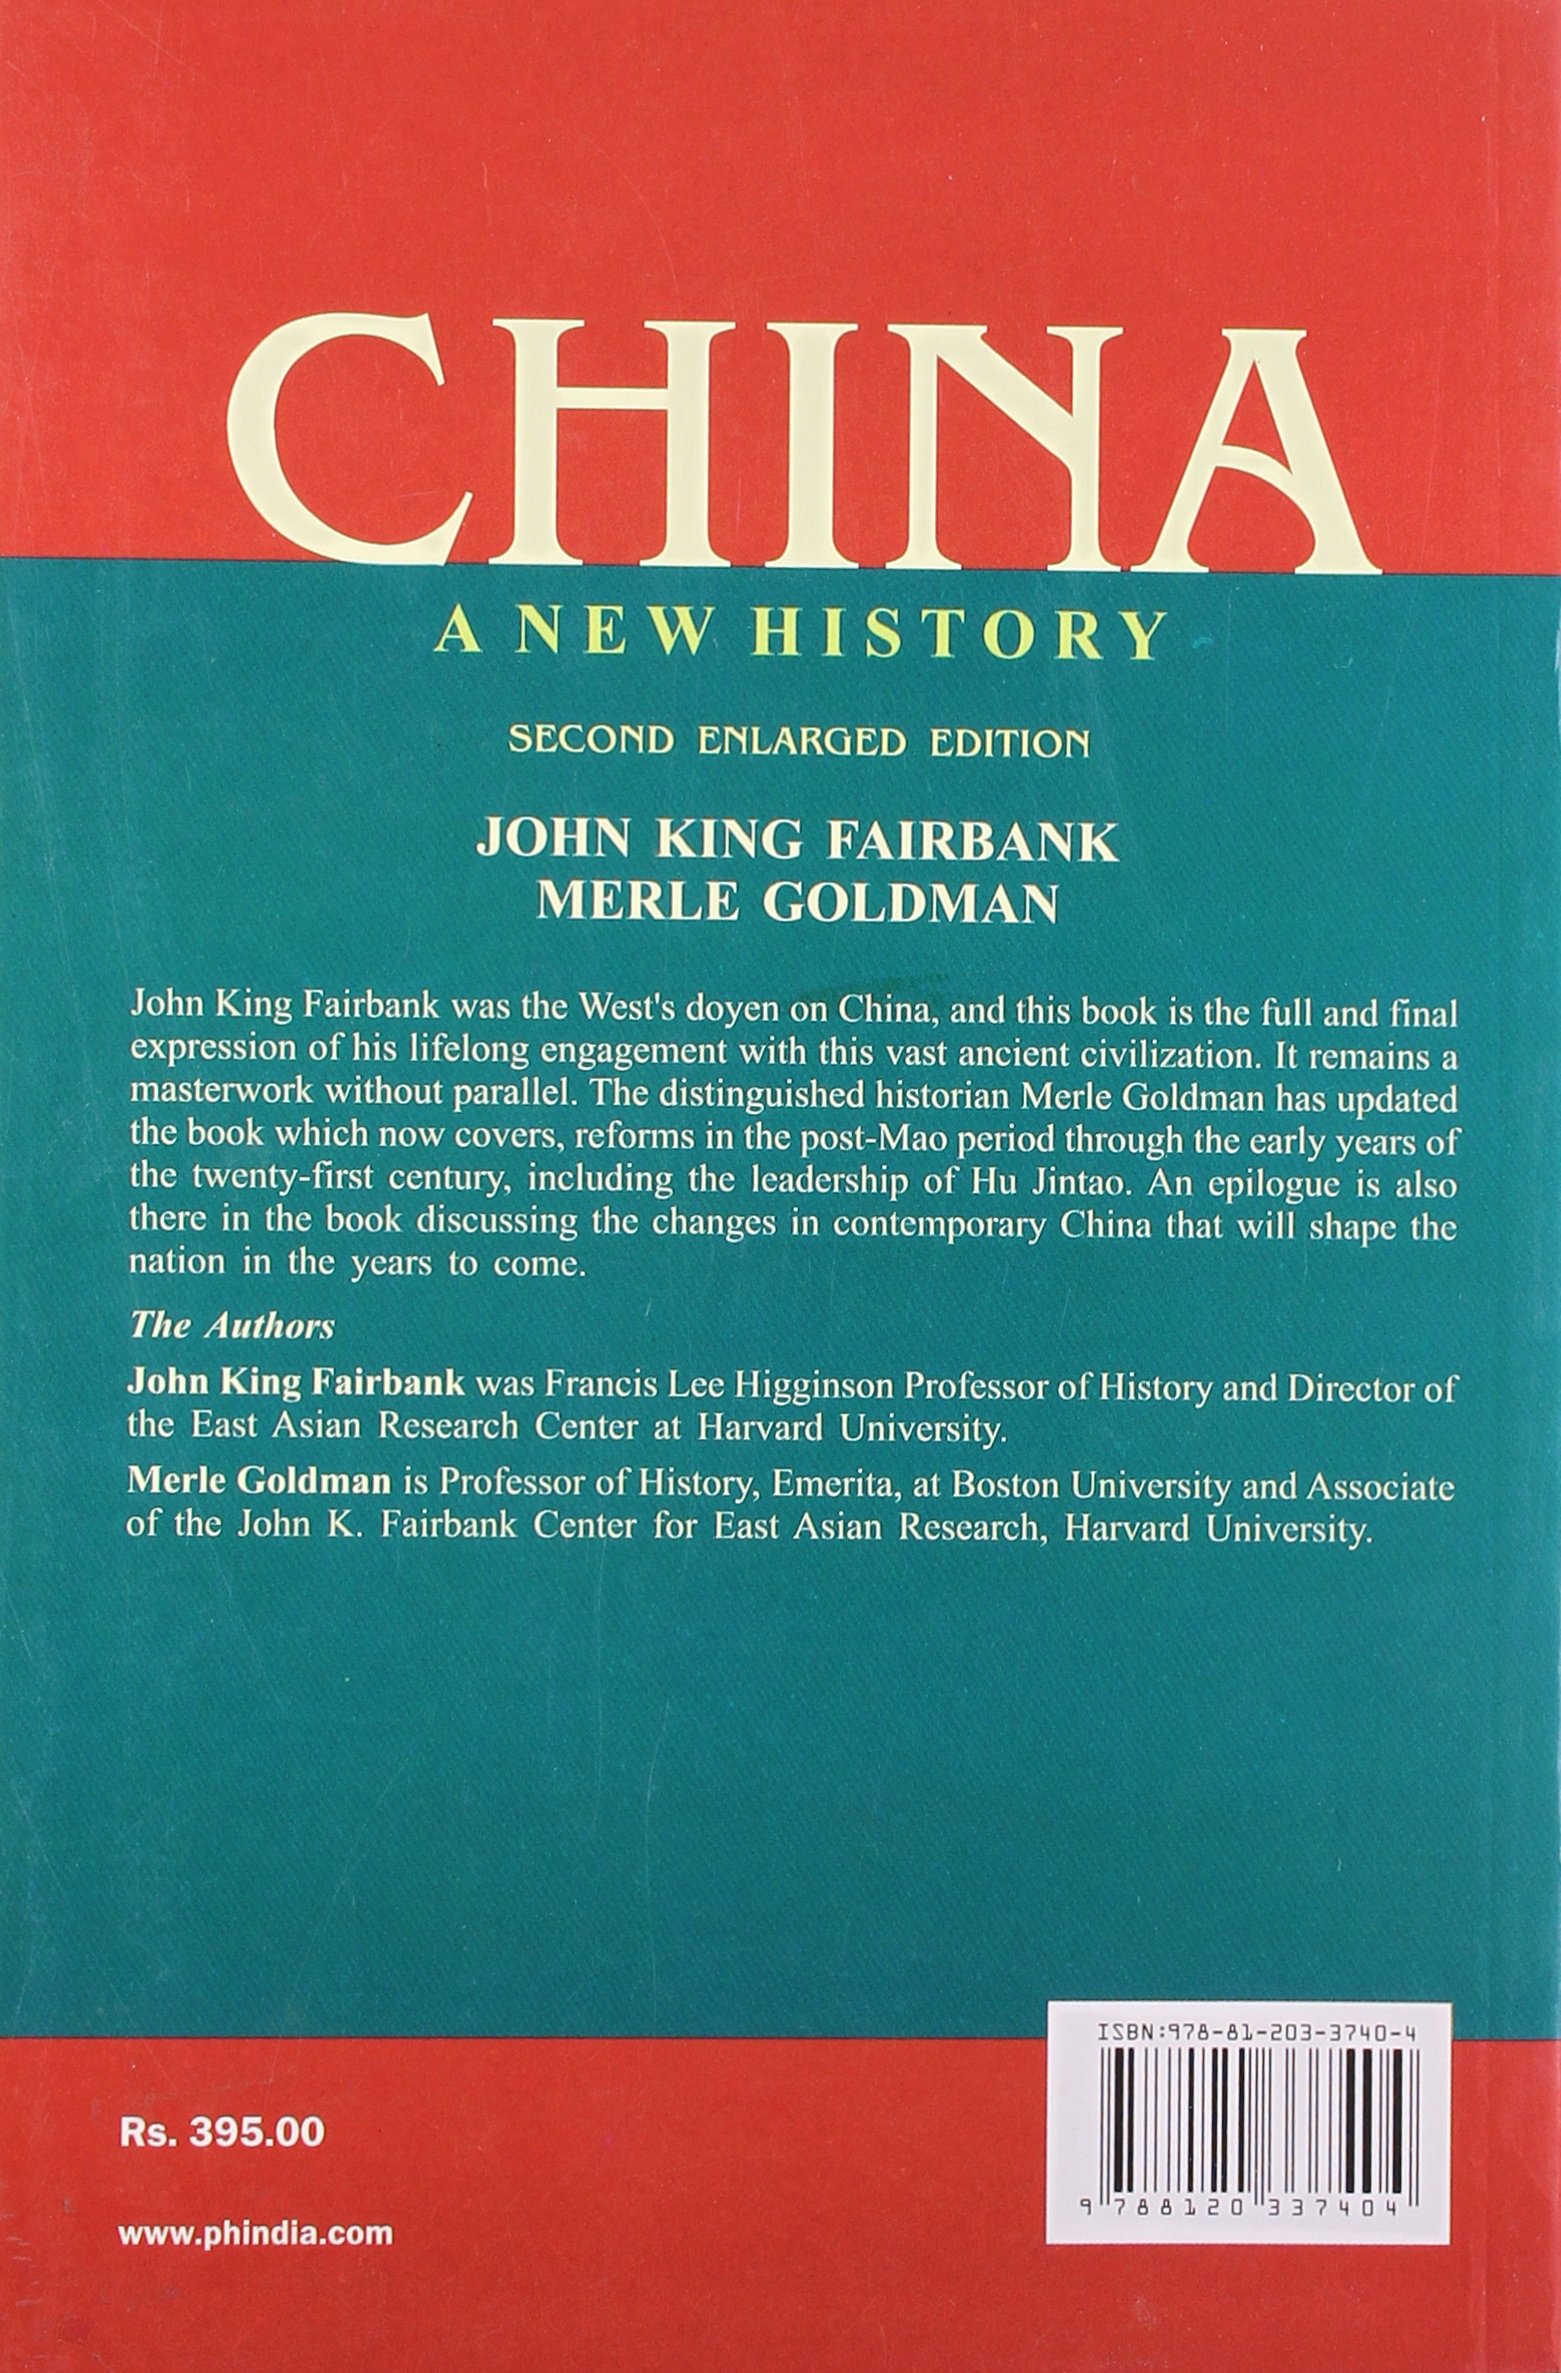 CHINA
A NEW HISTORY
SECOND ENLARGED EDITION
JOHN KING FAIRBANK
MERLE GOLDMAN
John King Fairbank was the West's doyen on China, and this book is the full and final
expression of his lifelong engagement with this vast ancient civilization. It remains a
masterwork without parallel. The distinguished historian Merle Goldman has updated
the book which now covers, reforms in the post-Mao period through the early years of
the twenty-first century, including the leadership of Hu Jintao. An epilogue is also
there in the book discussing the changes in contemporary China that will shape the
nation in the years to come.
The Authors
John King Fairbank was Francis Lee Higginson Professor of History and Director of
the East Asian Research Center at Harvard University.
Merle Goldman is Professor of History, Emerita, at Boston University and Associate
of the John K. Fairbank Center for East Asian Research, Harvard University.
ISBN:978-81-203-3740-4
9 788120 337404
Rs. 395.00
www.phindia.com